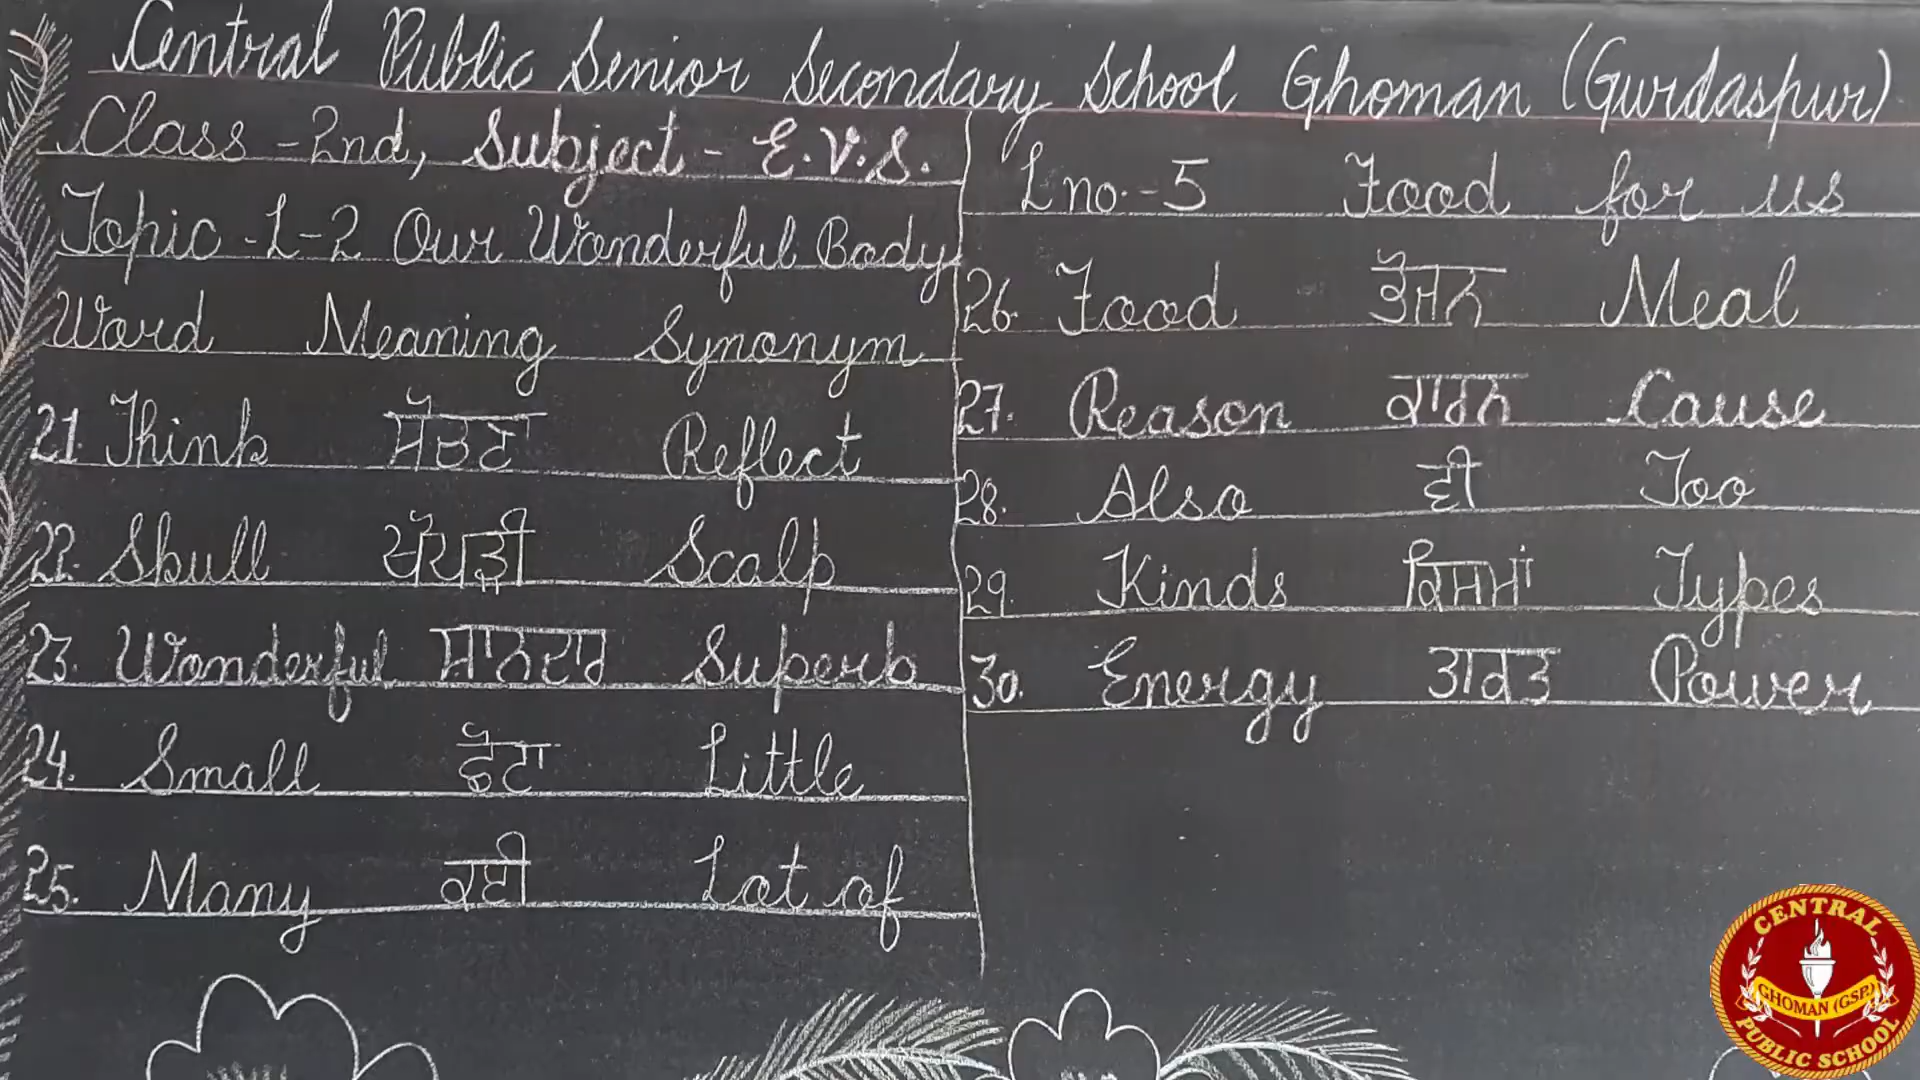 Central Public Senior Secondary School Ghoman (Gurdaspur)
Class - 2nd, Subject - E.V.S.
Topic - L-2 Our Wonderful Body
Word Meaning Synonym
21. Think ਸੋਚਣਾ Reflect
22. Skull ਖੋਪੜੀ Scalp
23. Wonderful ਸ਼ਾਨਦਾਰ Superb
24. Small ਛੋਟਾ Little
25. Many ਕਈ Lot of
L no. - 5 Food for us
26. Food ਭੋਜਨ Meal
27. Reason ਕਾਰਨ Cause
28. Also ਵੀ Too
29. Kinds ਕਿਸਮਾਂ Types
30. Energy ਤਾਕਤ Power
CENTRAL
GHOMAN (GSP.)
PUBLIC SCHOOL